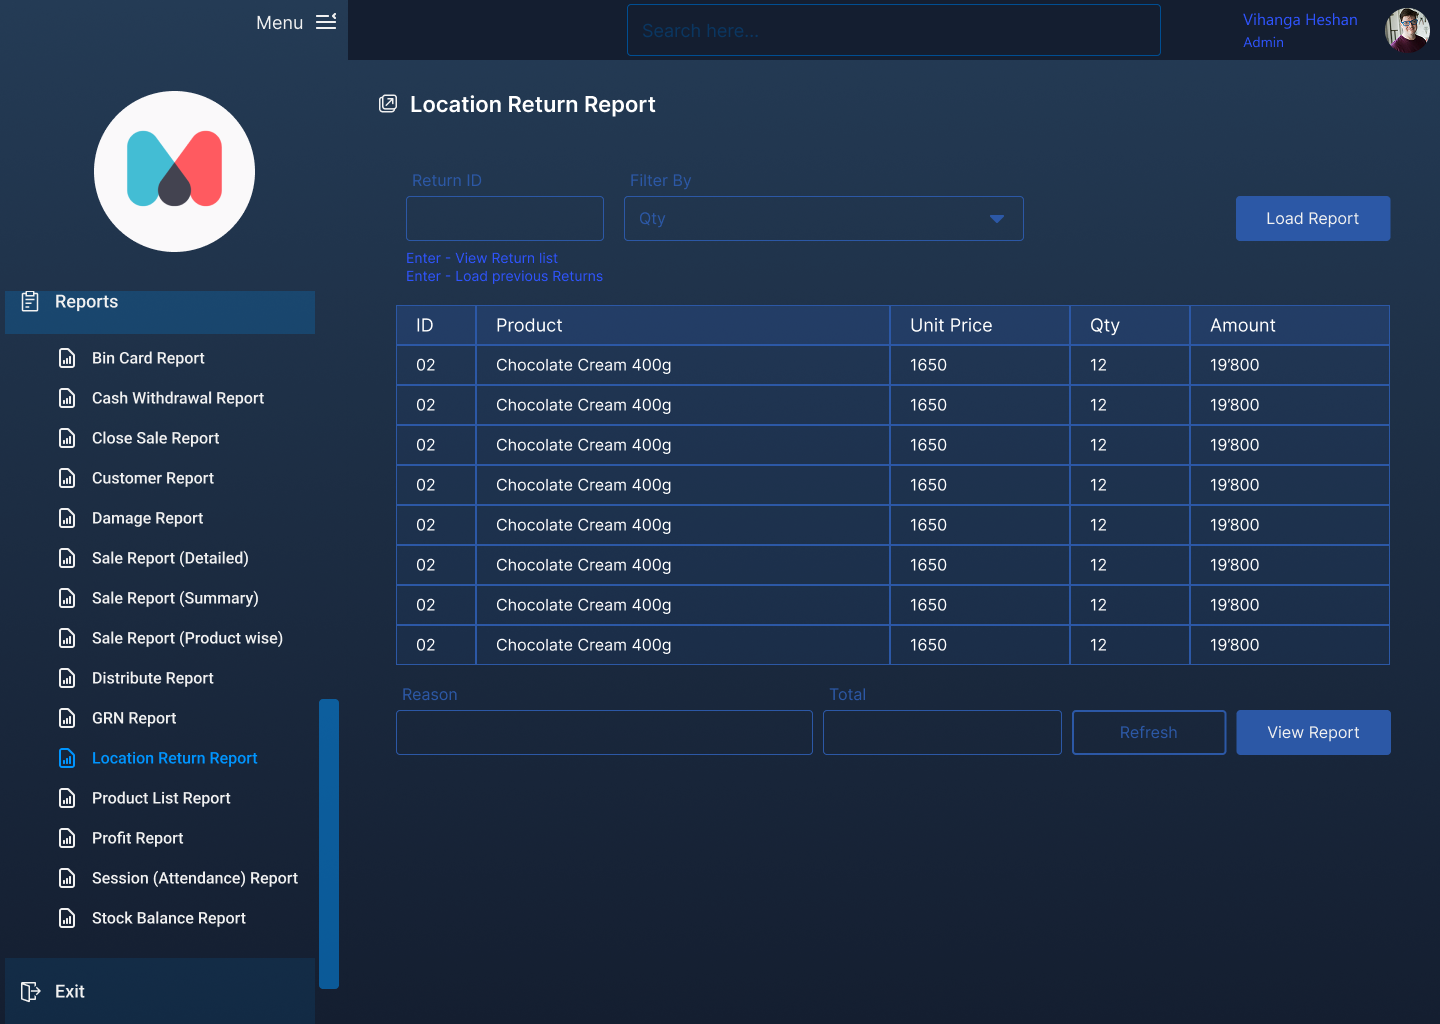 Menu
Search here...
Vihanga Heshan
Admin
Location Return Report
Return ID
Filter By
Qty
Load Report
Enter - View Return list
Enter - Load previous Returns
Reports
Bin Card Report
Cash Withdrawal Report
Close Sale Report
Customer Report
Damage Report
Sale Report (Detailed)
Sale Report (Summary)
Sale Report (Product wise)
Distribute Report
GRN Report
Location Return Report
Product List Report
Profit Report
Session (Attendance) Report
Stock Balance Report
Exit
ID Product Unit Price Qty Amount
02 Chocolate Cream 400g 1650 12 19’800
02 Chocolate Cream 400g 1650 12 19’800
02 Chocolate Cream 400g 1650 12 19’800
02 Chocolate Cream 400g 1650 12 19’800
02 Chocolate Cream 400g 1650 12 19’800
02 Chocolate Cream 400g 1650 12 19’800
02 Chocolate Cream 400g 1650 12 19’800
02 Chocolate Cream 400g 1650 12 19’800
Reason
Total
Refresh
View Report